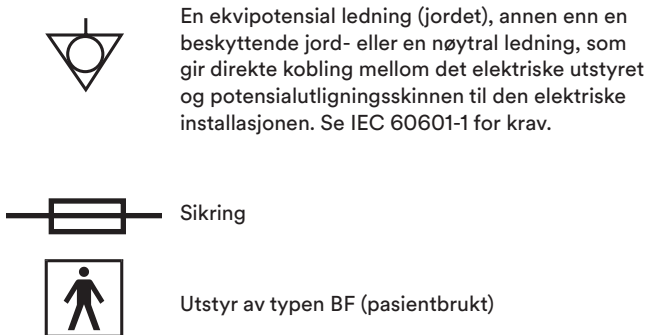 En ekvipotensial ledning (jordet), annen enn en
beskyttende jord- eller en nøytral ledning, som
gir direkte kobling mellom det elektriske utstyret
og potensialutligningsskinnen til den elektriske
installasjonen. Se IEC 60601-1 for krav.
Sikring
Utstyr av typen BF (pasientbrukt)